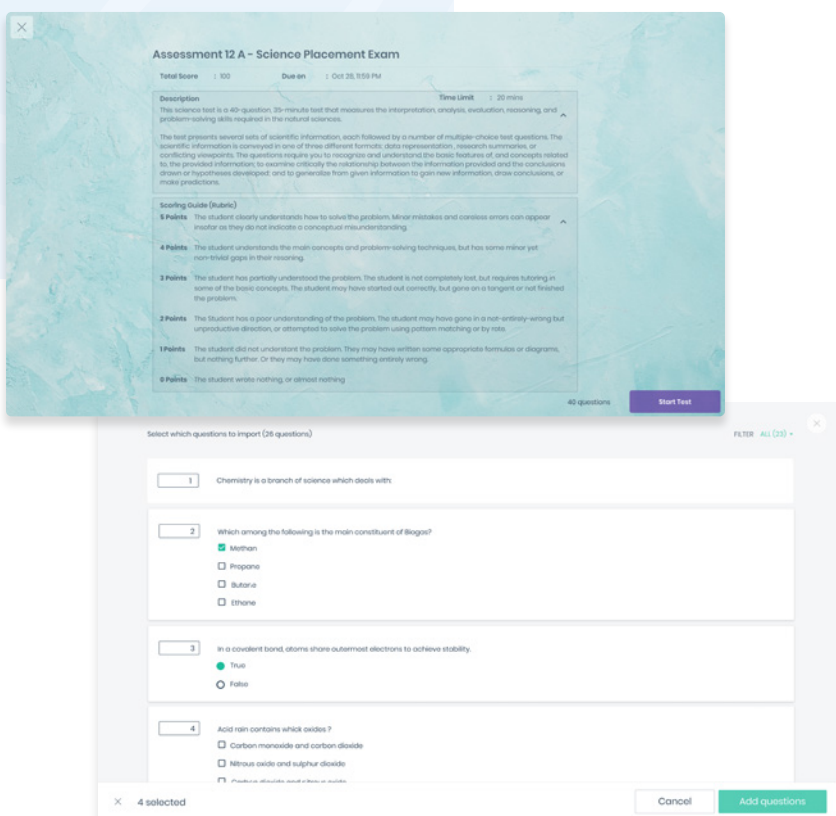 Assessment 12 A - Science Placement Exam
Total Score : 100 Due on : Oct 28, 11:59 PM
Description Time Limit : 20 mins
This science test is a 40-question, 35-minute test that measures the interpretation, analysis, evaluation, reasoning, and
problem-solving skills required in the natural sciences.
The test presents several sets of scientific information, each followed by a number of multiple-choice test questions. The
scientific information is conveyed in one of three different formats: data representation , research summaries, or
conflicting viewpoints. The questions require you to recognize and understand the basic features of, and concepts related
to, the provided information; to examine critically the relationship between the information provided and the conclusions
drawn or hypotheses developed; and to generalize from given information to gain new information, draw conclusions, or
make predictions.
Scoring Guide (Rubric)
5 Points The student clearly understands how to solve the problem. Minor mistakes and careless errors can appear
insofar as they do not indicate a conceptual misunderstanding.
4 Points The student understands the main concepts and problem-solving techniques, but has some minor yet
non-trivial gaps in their reasoning.
3 Points The student has partially understood the problem. The student is not completely lost, but requires tutoring in
some of the basic concepts. The student may have started out correctly, but gone on a tangent or not finished
the problem.
2 Points The Student has a poor understanding of the problem. The student may have gone in a not-entirely-wrong but
unproductive direction, or attempted to solve the problem using pattern matching or by rote.
1 Points The student did not understand the problem. They may have written some appropriate formulas or diagrams,
but nothing further. Or they may have done something entirely wrong.
0 Points The student wrote nothing, or almost nothing
40 questions Start Test
Select which questions to import (26 questions) FILTER ALL (23)
1 Chemistry is a branch of science which deals with:
2 Which among the following is the main constituent of Biogas?
Methan
Propane
Butane
Ethane
3 In a covalent bond, atoms share outermost electrons to achieve stability.
True
False
4 Acid rain contains which oxides ?
Carbon monoxide and carbon dioxide
Nitrous oxide and sulphur dioxide
Carbon dioxide and nitrous oxide
4 selected Cancel Add questions